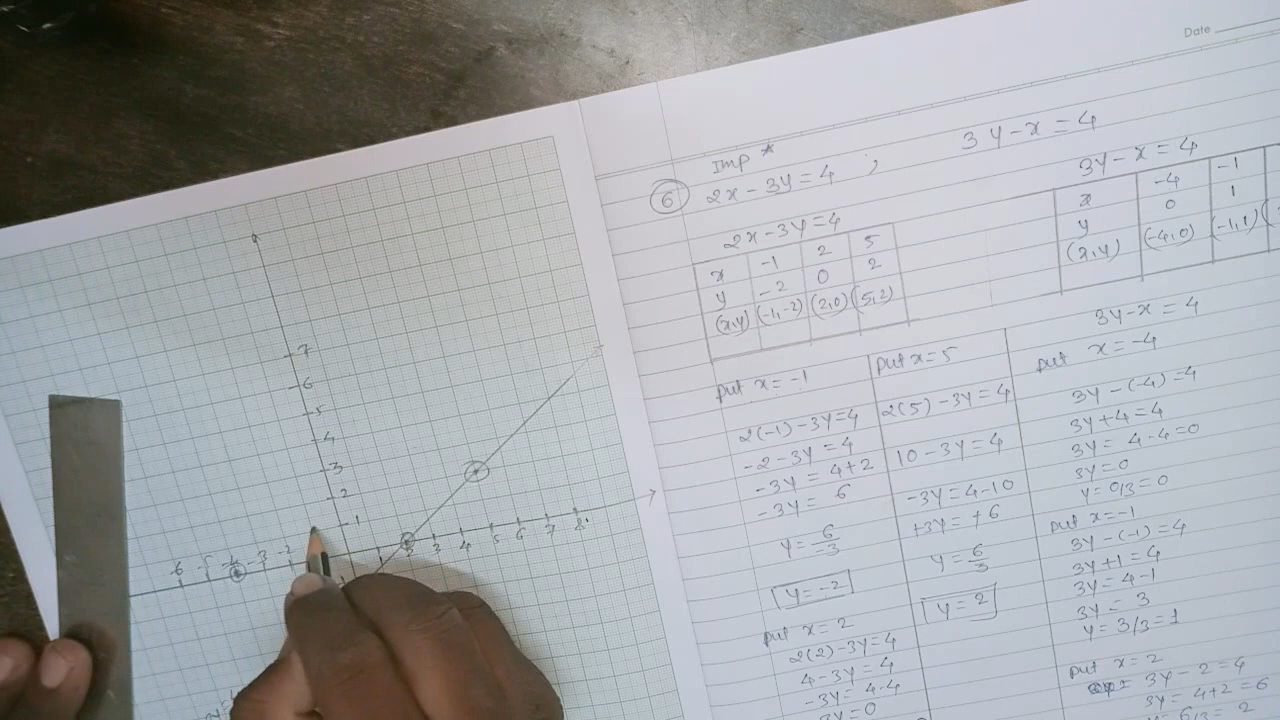 Date
Imp *
6 2x-3y=4 ; 3y-x=4
2x-3y=4
x -1 2 5
y -2 0 2
(x,y) (-1,-2) (2,0) (5,2)
3y-x=4
x -4 -1
y 0 1
(x,y) (-4,0) (-1,1)
put x=-1
2(-1)-3y=4
-2-3y=4
-3y=4+2
-3y= 6
y=6/-3
y=-2
put x=2
2(2)-3y=4
4-3y=4
-3y=4-4
3y=0
put x=5
2(5)-3y=4
10-3y=4
-3y=4-10
+3y=+6
y=6/3
y=2
3y-x=4
put x=-4
3y-(-4)=4
3y+4=4
3y= 4-4=0
3y=0
y=0/3=0
put x=-1
3y-(-1)=4
3y+1=4
3y=4-1
3y= 3
y=3/3=1
put x=2
3y-2=4
3y=4+2=6
7
6
5
4
3
2
1
-6 -5 -4 -3 -2 2 3 4 5 6 7 8